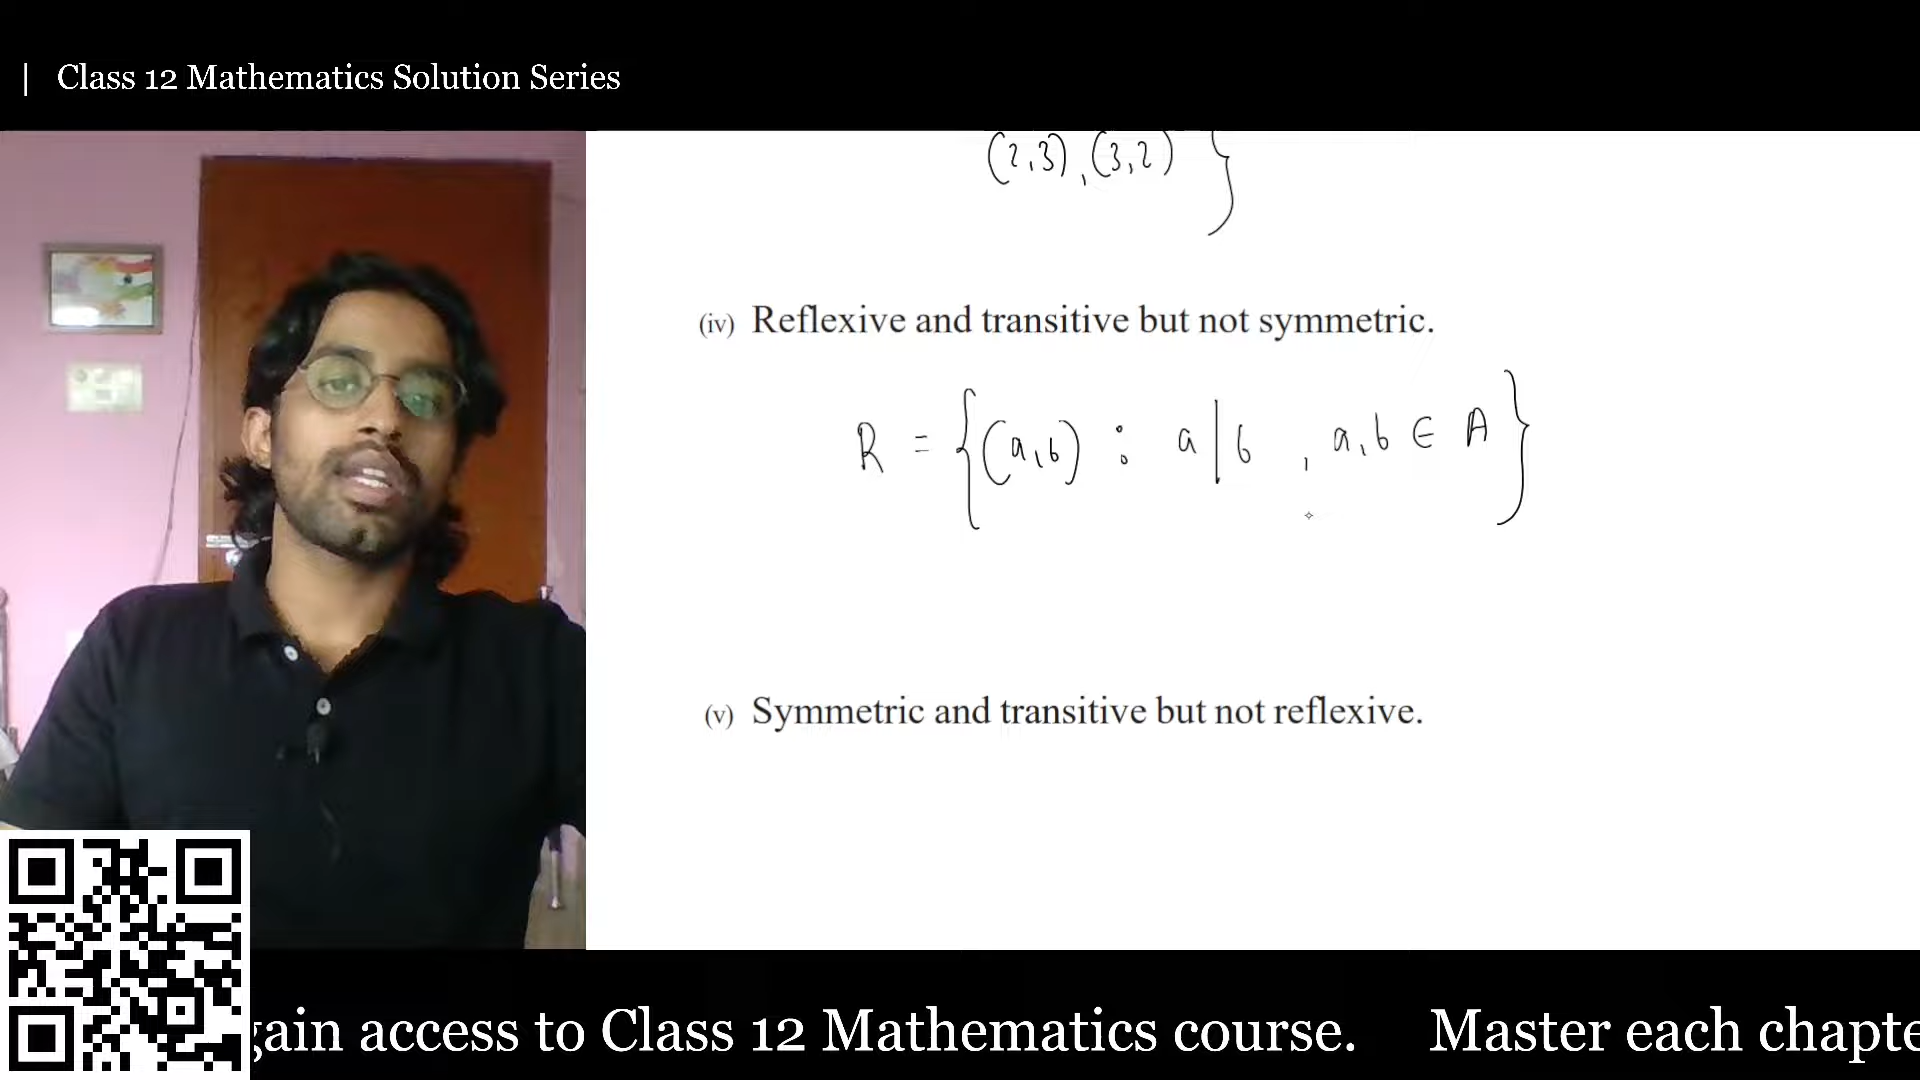 | Class 12 Mathematics Solution Series
(2,3), (3,2) }
(iv) Reflexive and transitive but not symmetric.
R = {(a,b) : a|b , a,b ∈ A}
(v) Symmetric and transitive but not reflexive.
gain access to Class 12 Mathematics course. Master each chapte